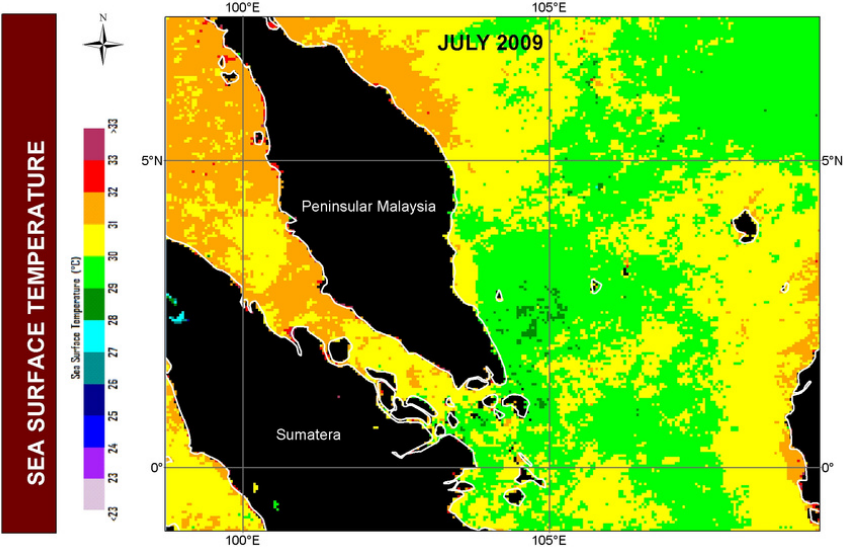 SEA SURFACE TEMPERATURE
N
Sea Surface Temperature (°C)
>33
33
32
31
30
29
28
27
26
25
24
23
<23
100°E
105°E
JULY 2009
5°N
5°N
Peninsular Malaysia
Sumatera
0°
0°
100°E
105°E